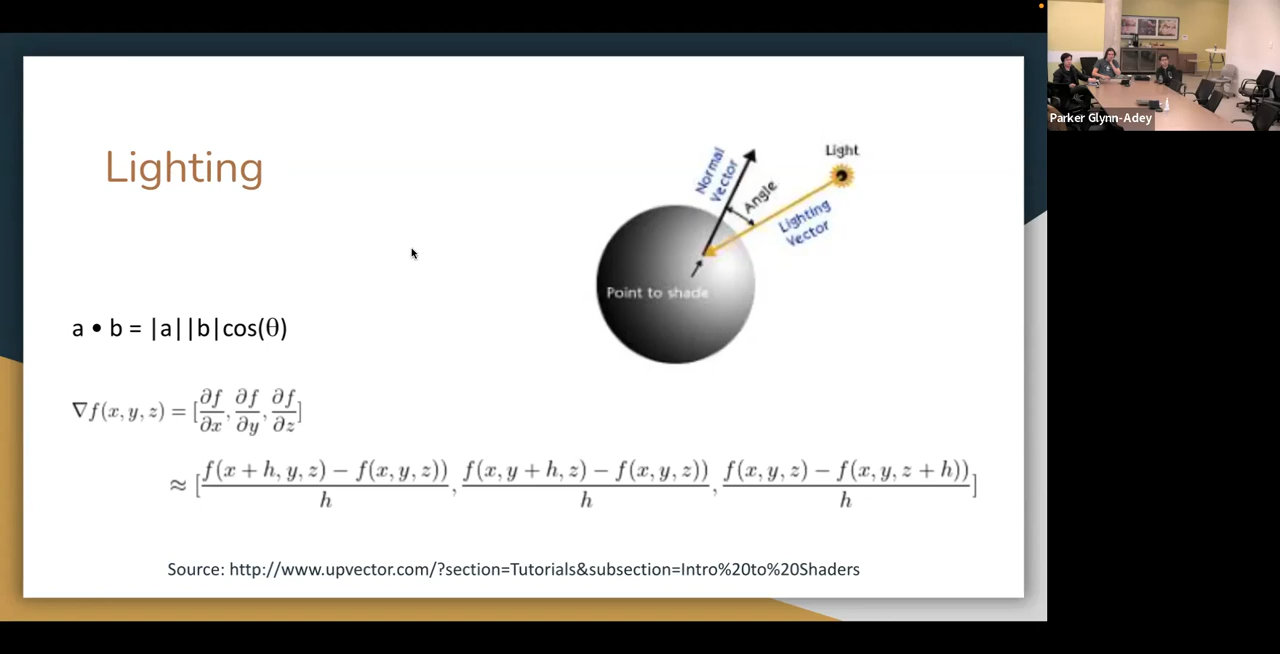 Lighting
Normal
Vector
Angle
Light
Lighting
Vector
Point to shade
a • b = |a||b|cos(θ)
∇f(x, y, z) = [∂f/∂x, ∂f/∂y, ∂f/∂z]
≈ [f(x + h, y, z) − f(x, y, z))/h, f(x, y + h, z) − f(x, y, z))/h, f(x, y, z) − f(x, y, z + h))/h]
Source: http://www.upvector.com/?section=Tutorials&subsection=Intro%20to%20Shaders
Parker Glynn-Adey